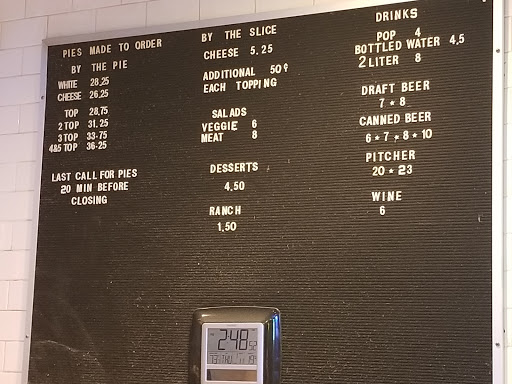 PIES MADE TO ORDER
BY THE PIE
WHITE 28.25
CHEESE 26.25
TOP 28.75
2 TOP 31.25
3 TOP 33.75
4&5 TOP 36.25
LAST CALL FOR PIES
20 MIN BEFORE
CLOSING
BY THE SLICE
CHEESE 5.25
ADDITIONAL 50¢
EACH TOPPING
SALADS
VEGGIE 6
MEAT 8
DESSERTS
4.50
RANCH
1.50
DRINKS
POP 4
BOTTLED WATER 4.5
2 LITER 8
DRAFT BEER
7 * 8
CANNED BEER
6 * 7 * 8 * 10
PITCHER
20 * 23
WINE
6
2:48
THU